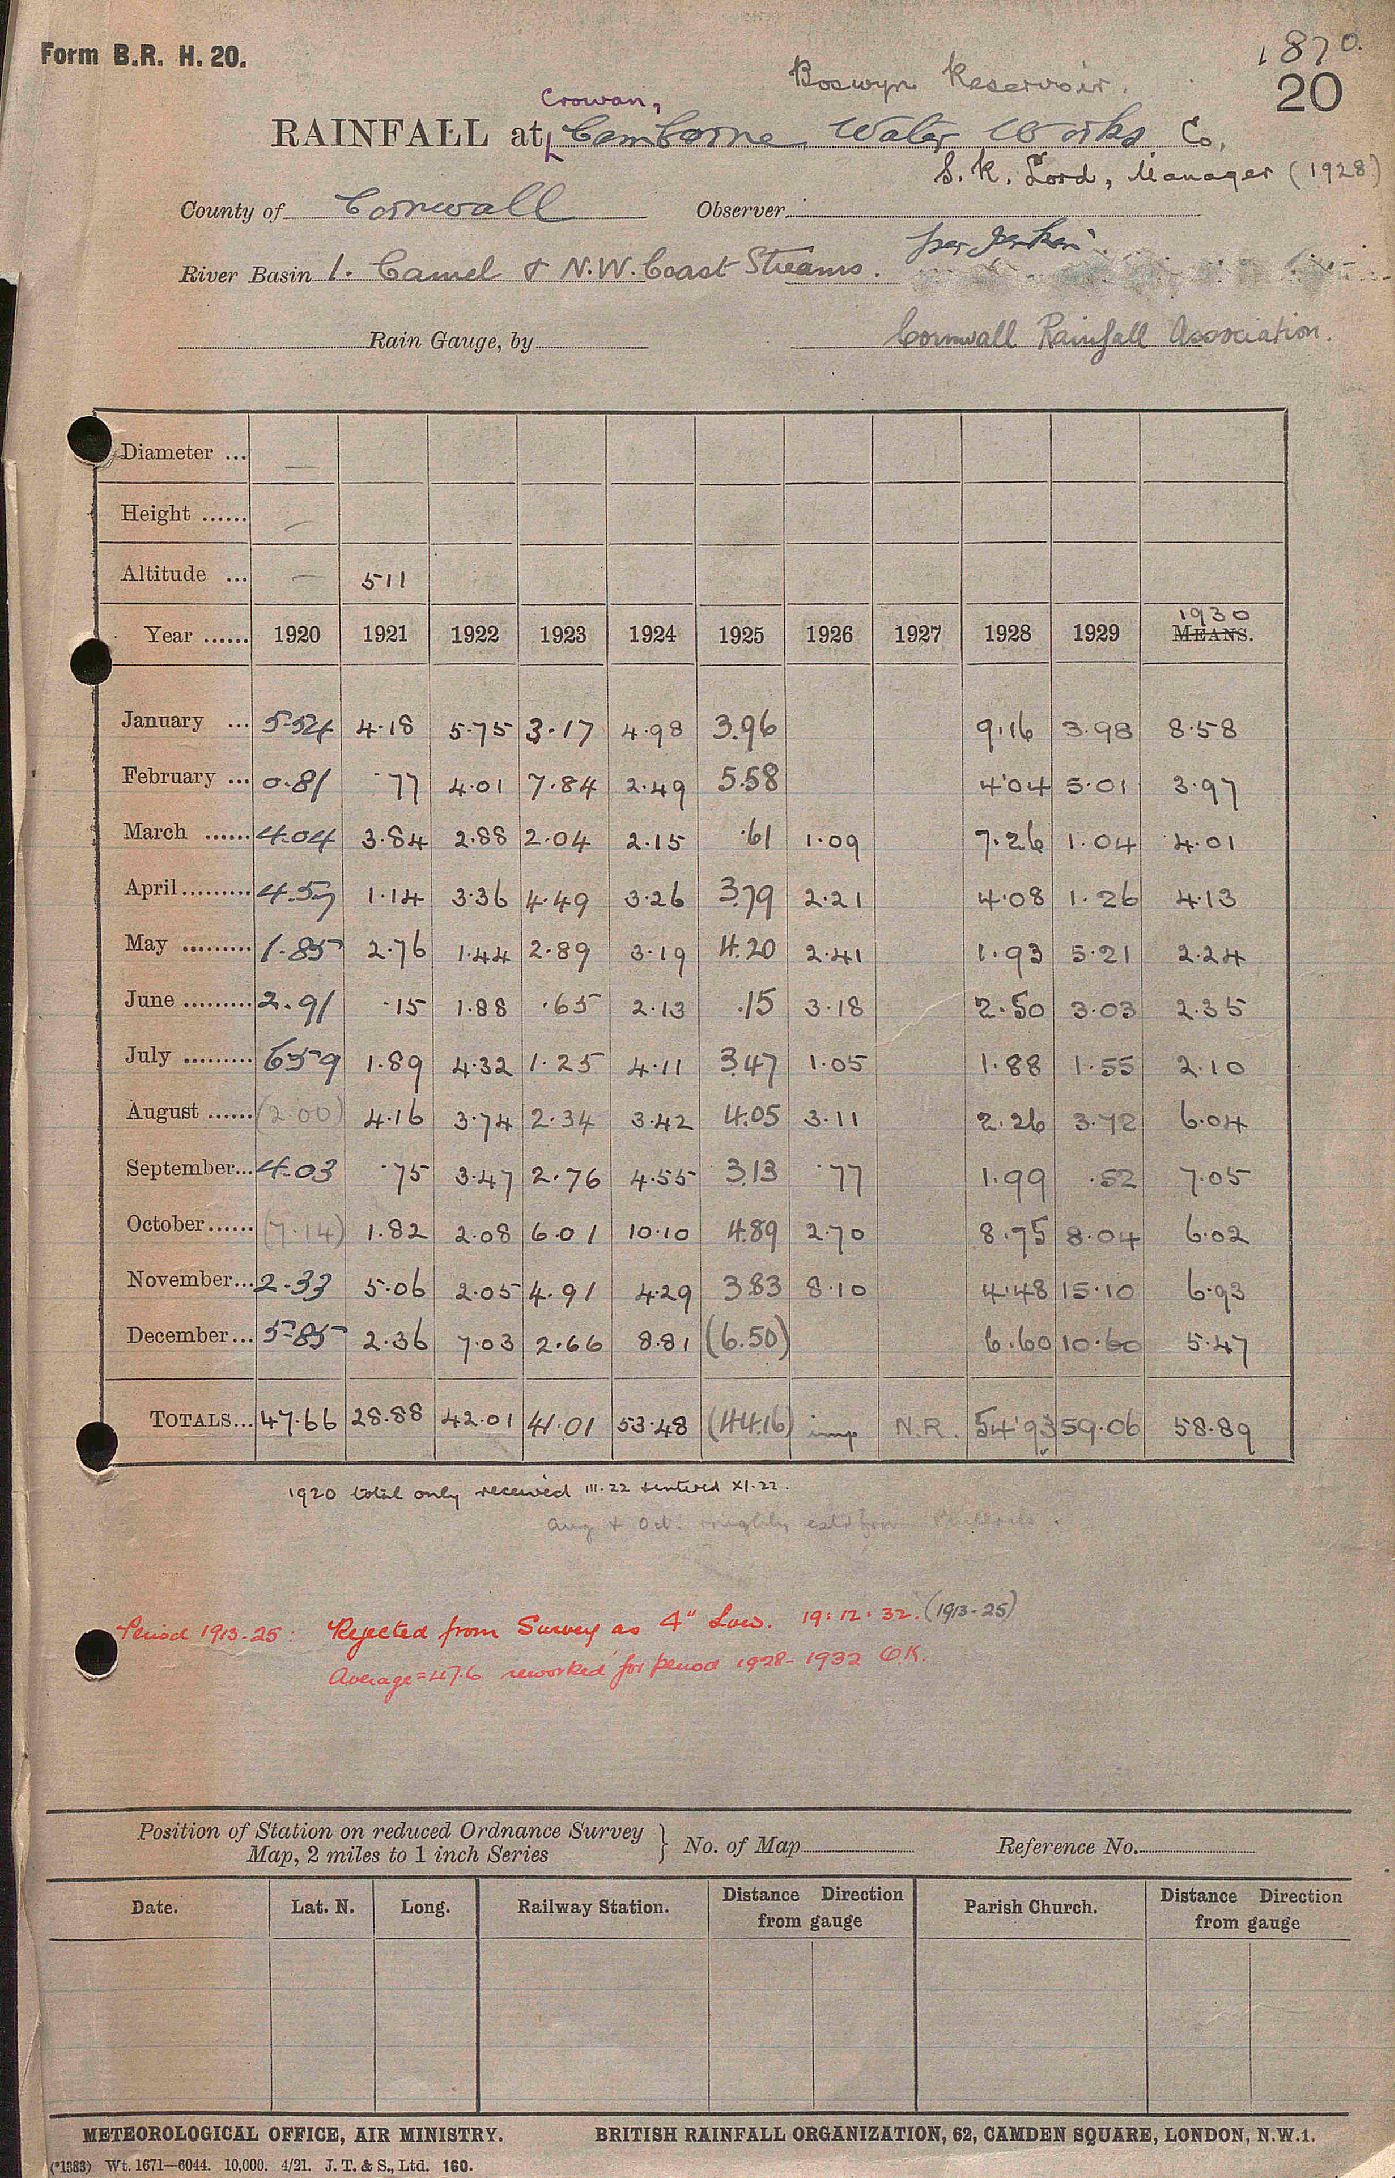 Form B.R. H. 20.
1870.
20
Boswyn Reservoir.
Crowan,
RAINFALL at Camborne Water Works Co.
S. R. Lord, Manager (1928)
County of Cornwall Observer
River Basin 1. Camel & N.W. Coast Streams.
Rain Gauge, by
Cornwall Rainfall Association.
Diameter ... —
Height ...... —
Altitude ... — 511
1930
Year ...... 1920 1921 1922 1923 1924 1925 1926 1927 1928 1929 MEANS.
January ... 5.54 4.18 5.75 3.17 4.98 3.96 9.16 3.98 8.58
February ... 0.81 .77 4.01 7.84 2.49 5.58 4.04 5.01 3.97
March ...... 4.04 3.84 2.88 2.04 2.15 .61 1.09 7.26 1.04 4.01
April ......... 4.57 1.14 3.36 4.49 3.26 3.79 2.21 4.08 1.26 4.13
May ......... 1.85 2.76 1.44 2.89 3.19 4.20 2.41 1.93 5.21 2.24
June ......... 2.91 .15 1.88 .65 2.13 .15 3.18 2.50 3.03 2.35
July ......... 6.59 1.89 4.32 1.25 4.11 3.47 1.05 1.88 1.55 2.10
August ...... (2.00) 4.16 3.74 2.34 3.42 4.05 3.11 2.26 3.72 6.04
September... 4.03 .75 3.47 2.76 4.55 3.13 .77 1.99 .52 7.05
October...... (7.14) 1.82 2.08 6.01 10.10 4.89 2.70 8.75 8.04 6.02
November... 2.33 5.06 2.05 4.91 4.29 3.83 8.10 4.48 15.10 6.93
December... 5.85 2.36 7.03 2.66 8.81 (6.50) 6.60 10.60 5.47
TOTALS... 47.66 28.88 42.01 41.01 53.48 (44.16) imp N.R. 54.93 59.06 58.89
1920 total only received III.22 & entered XI.22.
Aug & Oct. roughly estd from
Period 1913-25: Rejected from Survey as 4" Low. 19.12.32. (1913-25)
Average=47.6 reworked for period 1928-1932 O.K.
Position of Station on reduced Ordnance Survey
Map, 2 miles to 1 inch Series } No. of Map Reference No.
Date. Lat. N. Long. Railway Station. Distance Direction from gauge Parish Church. Distance Direction from gauge
METEOROLOGICAL OFFICE, AIR MINISTRY. BRITISH RAINFALL ORGANIZATION, 62, CAMDEN SQUARE, LONDON, N.W.1.
(*1383) Wt. 1671—6044. 10,000. 4/21. J. T. & S., Ltd. 160.